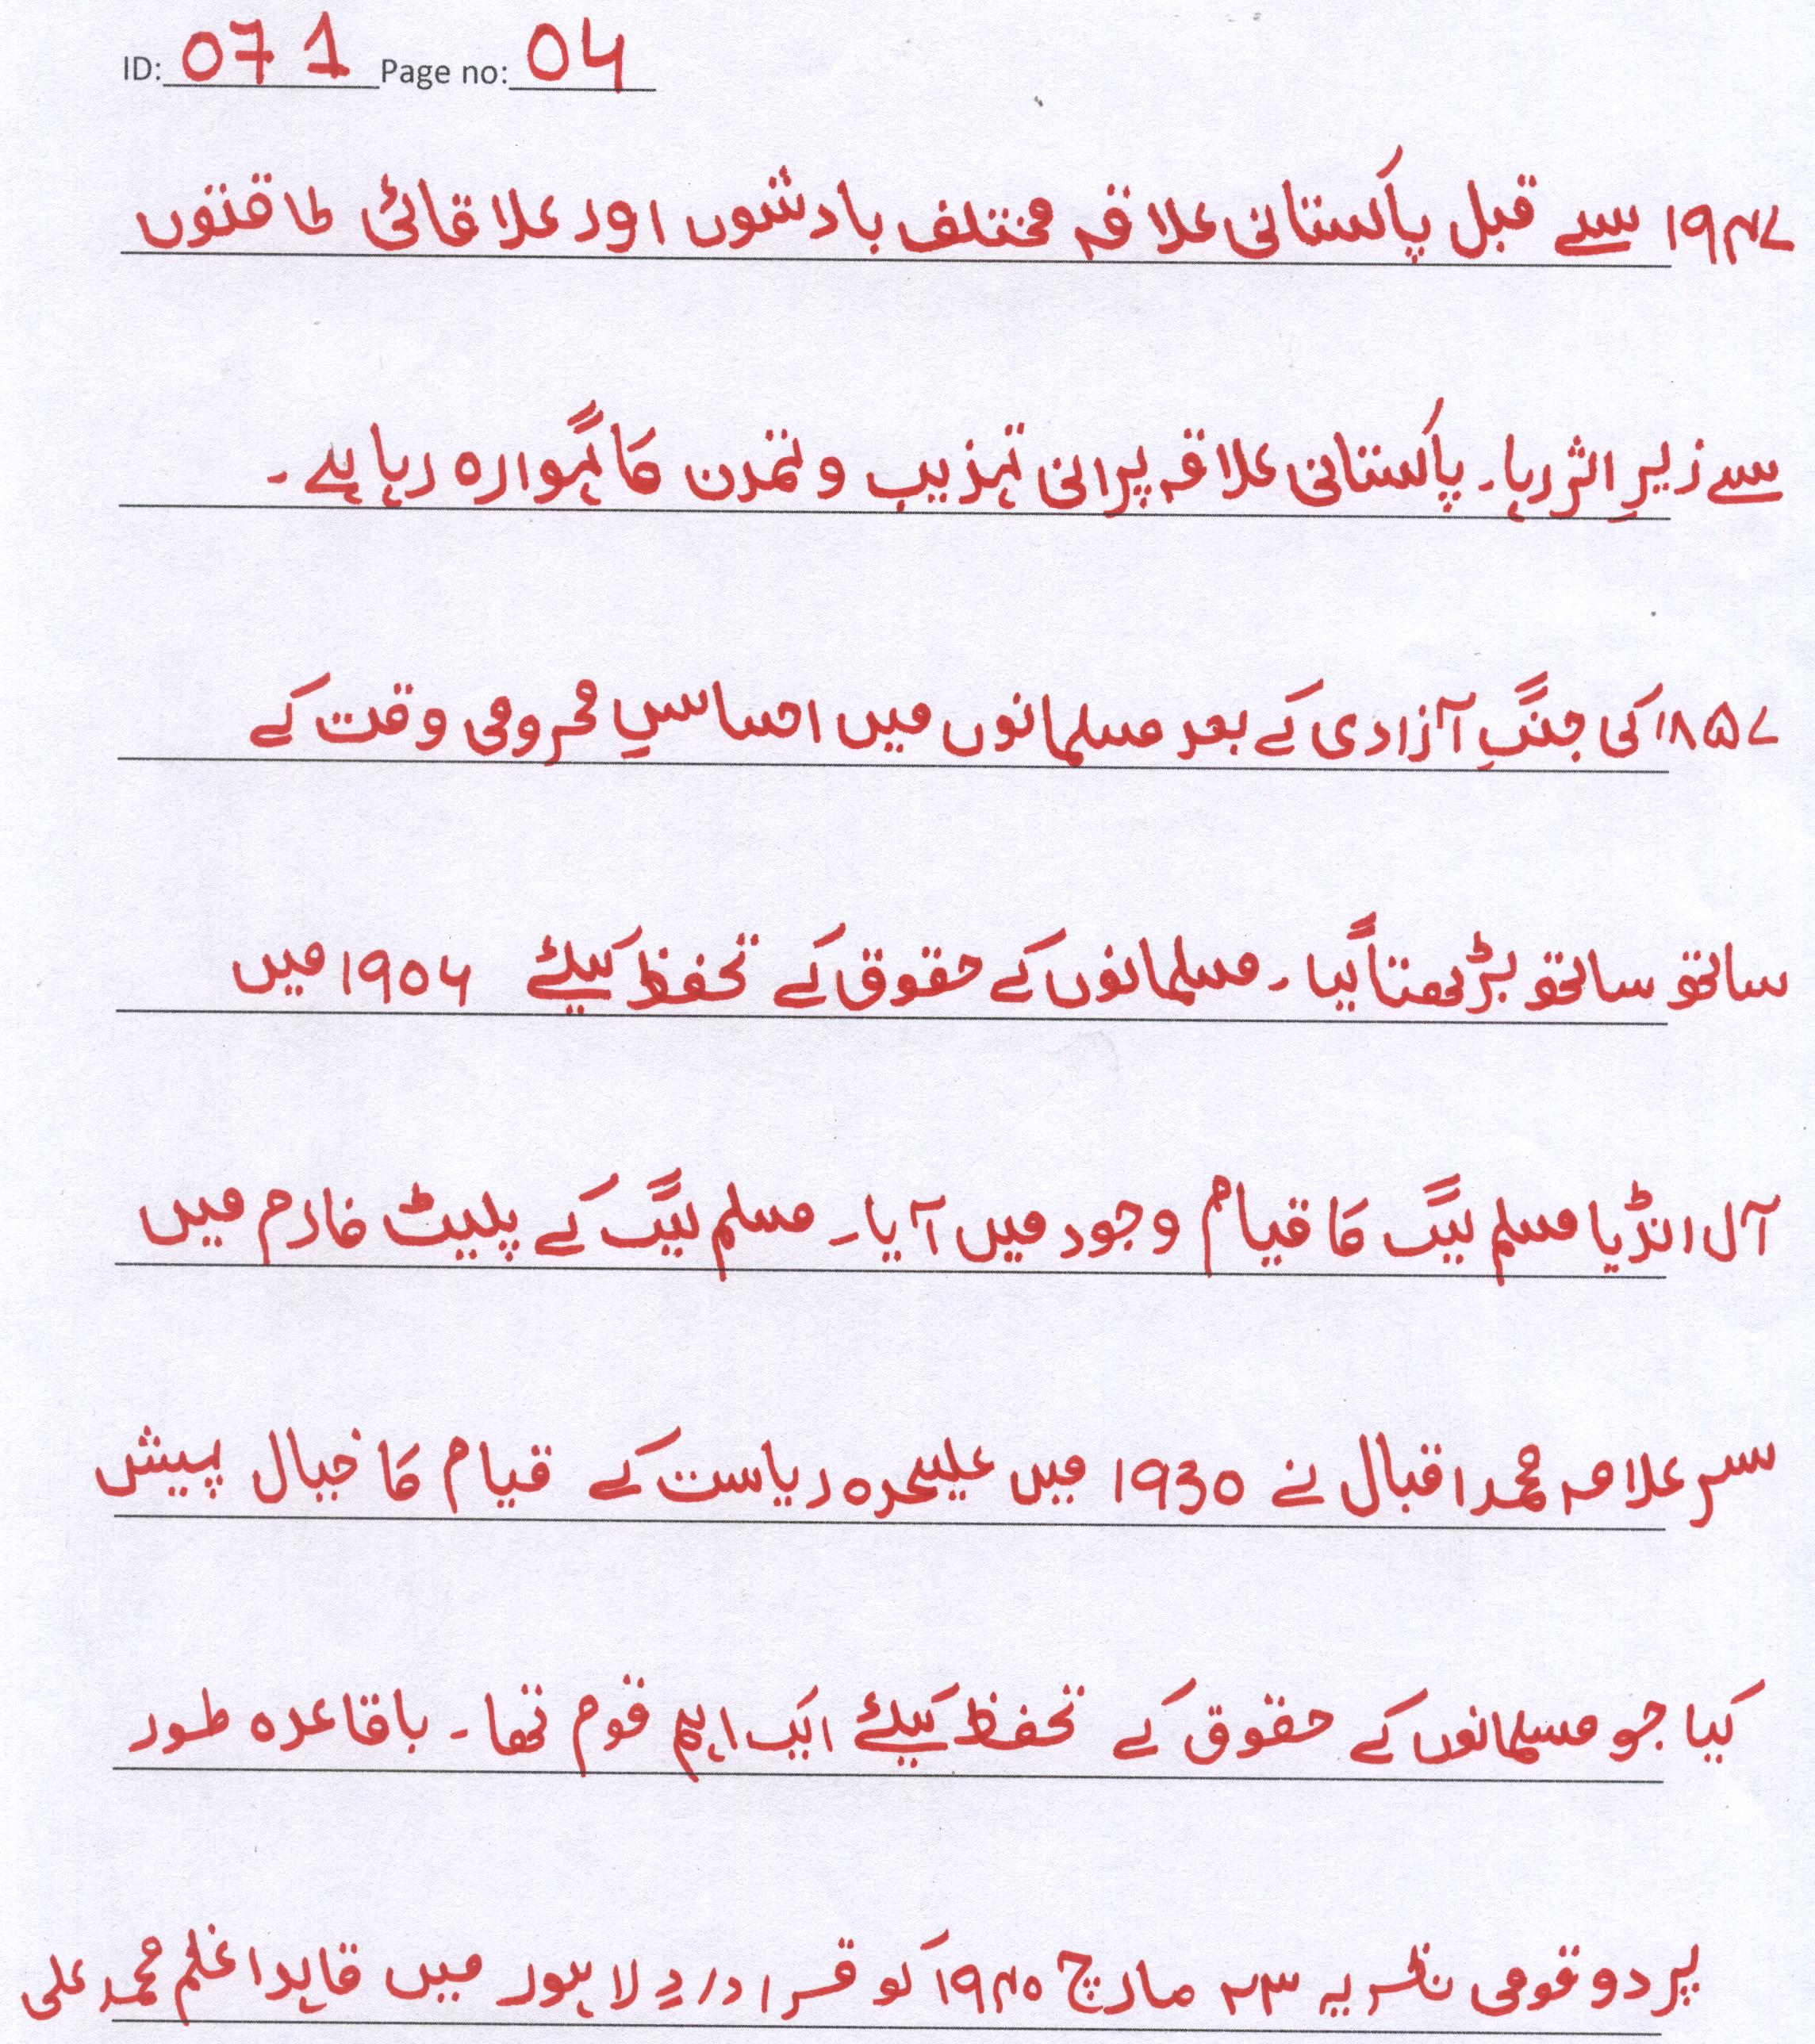 ID: 071 Page no: 04
۱۹۴۷ سے قبل پاکستانی علاقہ مختلف بادشوں اور علاقائی طاقتوں
سے زیرِ اثر رہا۔ پاکستانی علاقہ پرانی تہذیب و تمدن کا گہوارہ رہا ہے۔
۱۸۵۷ کی جنگِ آزادی کے بعد مسلمانوں میں احساسِ محرومی وقت کے
ساتھ ساتھ بڑھتا گیا۔ مسلمانوں کے حقوق کے تحفظ کیلئے ۱۹۰۶ میں
آل انڈیا مسلم لیگ کا قیام وجود میں آیا۔ مسلم لیگ کے پلیٹ فارم میں
سر علامہ محمد اقبال نے 1930 میں علیحدہ ریاست کے قیام کا خیال پیش
کیا جو مسلمانوں کے حقوق کے تحفظ کیلئے ایک اہم قوم تھا۔ باقاعدہ طور
پر دو قومی نظریہ ۲۳ مارچ ۱۹۴۰ کو قراردادِ لاہور میں قاید اعظم محمد علی